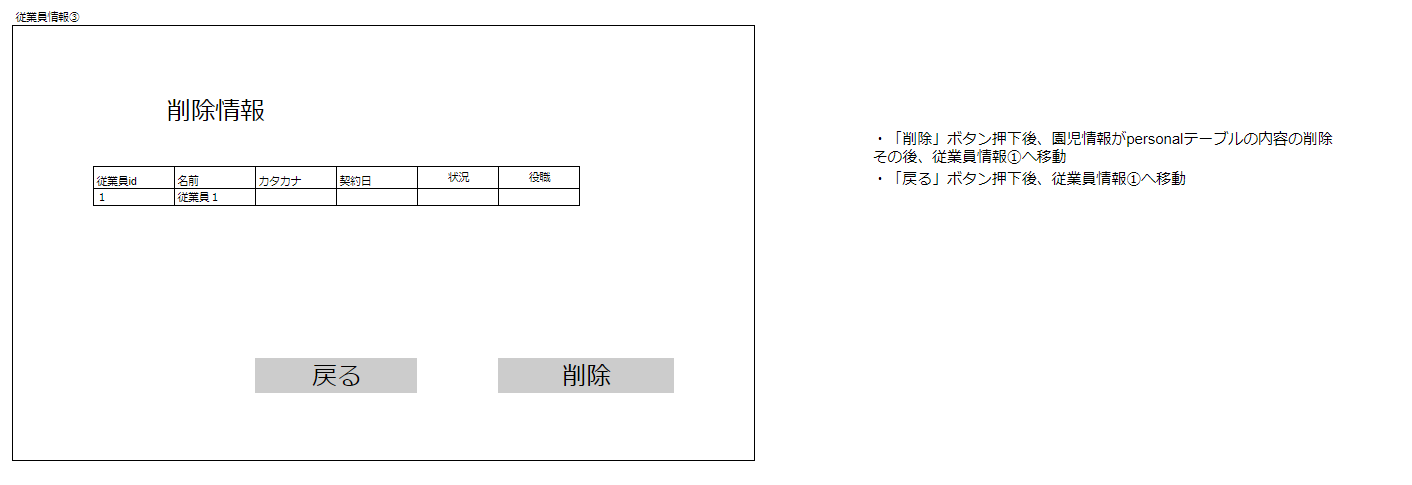 従業員情報③
削除情報
従業員id 名前 カタカナ 契約日 状況 役職
1 従業員1
戻る 削除
・「削除」ボタン押下後、園児情報がpersonalテーブルの内容の削除
その後、従業員情報①へ移動
・「戻る」ボタン押下後、従業員情報①へ移動